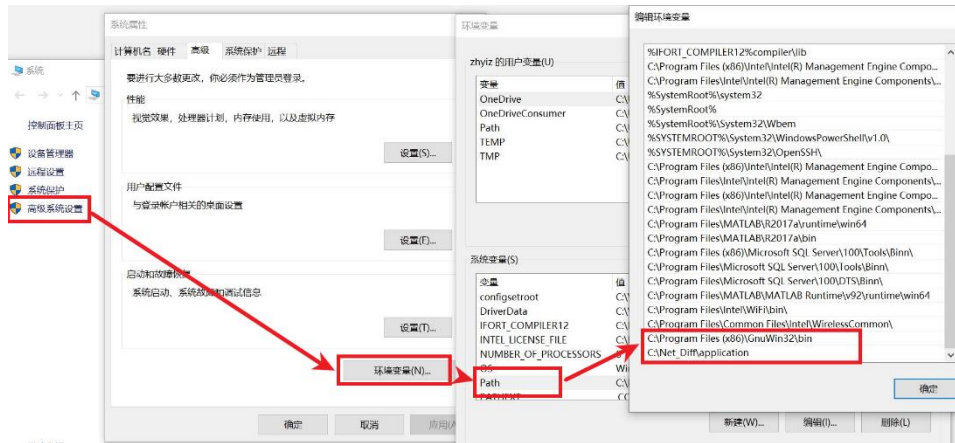 系统
控制面板主页
设备管理器
远程设置
系统保护
高级系统设置
系统属性
计算机名 硬件 高级 系统保护 远程
要进行大多数更改，你必须作为管理员登录。
性能
视觉效果，处理器计划，内存使用，以及虚拟内存
设置(S)...
用户配置文件
与登录帐户相关的桌面设置
设置(E)...
启动和故障恢复
系统启动、系统故障和调试信息
设置(T)...
环境变量(N)...
确定 取消 应用(A
环境变量
zhyiz 的用户变量(U)
变量 值
OneDrive C:\
OneDriveConsumer C:\
Path C:\
TEMP C:\
TMP C:\
系统变量(S)
变量 值
configsetroot C:\
DriverData C:\
IFORT_COMPILER12 C:\
INTEL_LICENSE_FILE C:\
NUMBER_OF_PROCESSORS
OS Wi
Path C:\
PATHEXT .CO
新建(W)... 编辑(I)... 删除(L)
编辑环境变量
%IFORT_COMPILER12%compiler\lib
C:\Program Files (x86)\Intel\Intel(R) Management Engine Compo...
C:\Program Files\Intel\Intel(R) Management Engine Components\...
%SystemRoot%\system32
%SystemRoot%
%SystemRoot%\System32\Wbem
%SYSTEMROOT%\System32\WindowsPowerShell\v1.0\
%SYSTEMROOT%\System32\OpenSSH\
C:\Program Files (x86)\Intel\Intel(R) Management Engine Compo...
C:\Program Files\Intel\Intel(R) Management Engine Components\...
C:\Program Files (x86)\Intel\Intel(R) Management Engine Compo...
C:\Program Files\Intel\Intel(R) Management Engine Components\...
C:\Program Files\MATLAB\R2017a\runtime\win64
C:\Program Files\MATLAB\R2017a\bin
C:\Program Files (x86)\Microsoft SQL Server\100\Tools\Binn\
C:\Program Files\Microsoft SQL Server\100\Tools\Binn\
C:\Program Files\Microsoft SQL Server\100\DTS\Binn\
C:\Program Files\MATLAB\MATLAB Runtime\v92\runtime\win64
C:\Program Files\Intel\WiFi\bin\
C:\Program Files\Common Files\Intel\WirelessCommon\
C:\Program Files (x86)\GnuWin32\bin
C:\Net_Diff\application
确定